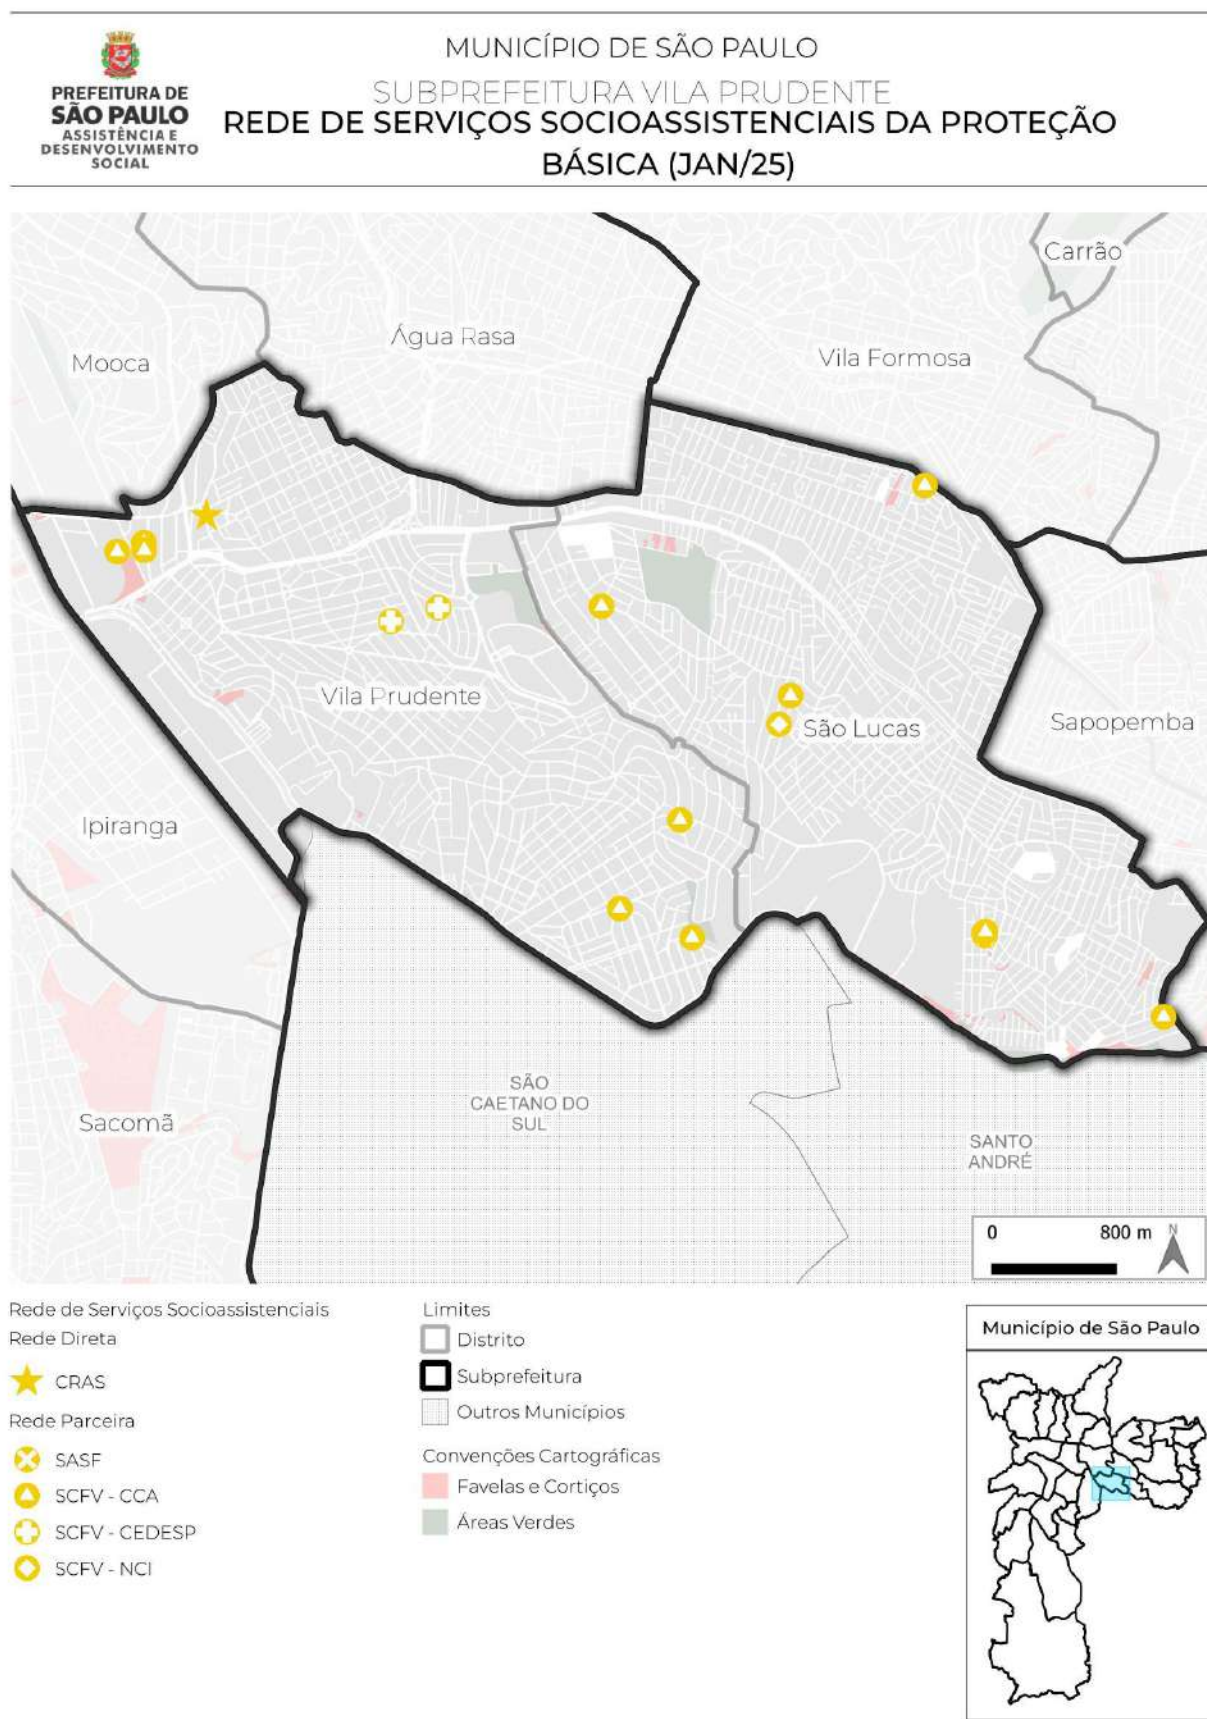 PREFEITURA DE
SÃO PAULO
ASSISTÊNCIA E
DESENVOLVIMENTO
SOCIAL
MUNICÍPIO DE SÃO PAULO
SUBPREFEITURA VILA PRUDENTE
REDE DE SERVIÇOS SOCIOASSISTENCIAIS DA PROTEÇÃO
BÁSICA (JAN/25)
Carrão
Água Rasa
Mooca
Vila Formosa
Vila Prudente
São Lucas
Sapopemba
Ipiranga
SÃO
CAETANO DO
SUL
Sacomã
SANTO
ANDRÉ
0 800 m N
Rede de Serviços Socioassistenciais
Rede Direta
CRAS
Rede Parceira
SASF
SCFV - CCA
SCFV - CEDESP
SCFV - NCI
Limites
Distrito
Subprefeitura
Outros Municípios
Convenções Cartográficas
Favelas e Cortiços
Áreas Verdes
Município de São Paulo